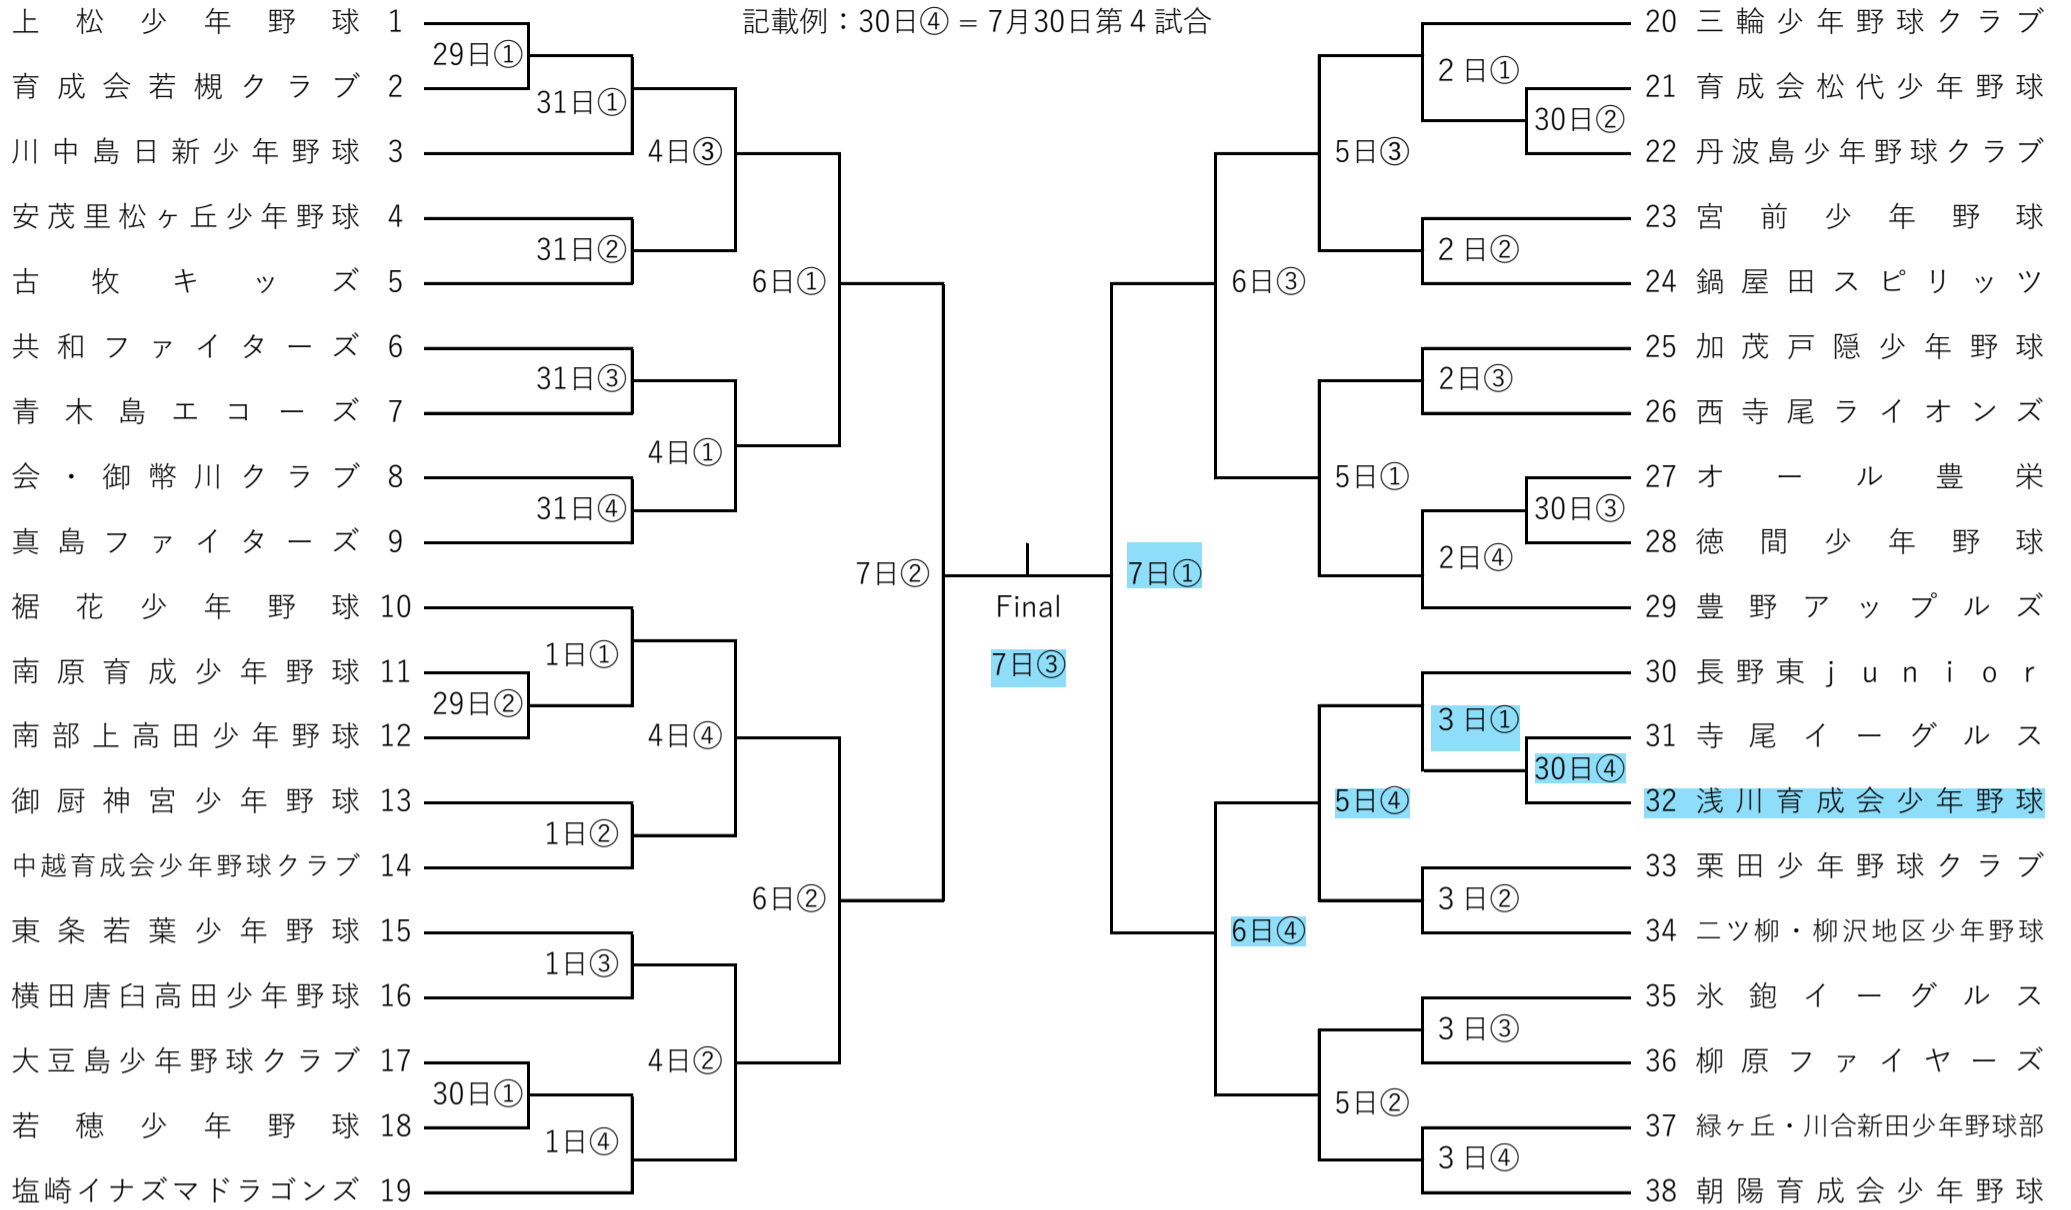 記載例：30日④ = 7月30日第４試合
上松少年野球 1
29日①
育成会若槻クラブ 2
31日①
川中島日新少年野球 3
4日③
安茂里松ヶ丘少年野球 4
31日②
古牧キッズ 5
6日①
共和ファイターズ 6
31日③
青木島エコーズ 7
4日①
会・御幣川クラブ 8
31日④
真島ファイターズ 9
7日②
裾花少年野球 10
1日①
南原育成少年野球 11
29日②
南部上高田少年野球 12
4日④
御厨神宮少年野球 13
1日②
中越育成会少年野球クラブ 14
6日②
東条若葉少年野球 15
1日③
横田唐臼高田少年野球 16
大豆島少年野球クラブ 17
4日②
30日①
若穂少年野球 18
1日④
塩崎イナズマドラゴンズ 19
Final
7日③
20 三輪少年野球クラブ
2日①
21 育成会松代少年野球
30日②
22 丹波島少年野球クラブ
5日③
23 宮前少年野球
2日②
24 鍋屋田スピリッツ
6日③
25 加茂戸隠少年野球
2日③
26 西寺尾ライオンズ
27 オール豊栄
5日①
30日③
28 徳間少年野球
2日④
7日①
29 豊野アップルズ
30 長野東junior
3日①
31 寺尾イーグルス
30日④
32 浅川育成会少年野球
5日④
33 栗田少年野球クラブ
3日②
34 二ツ柳・柳沢地区少年野球
6日④
35 氷鉋イーグルス
3日③
36 柳原ファイヤーズ
5日②
37 緑ヶ丘・川合新田少年野球部
3日④
38 朝陽育成会少年野球